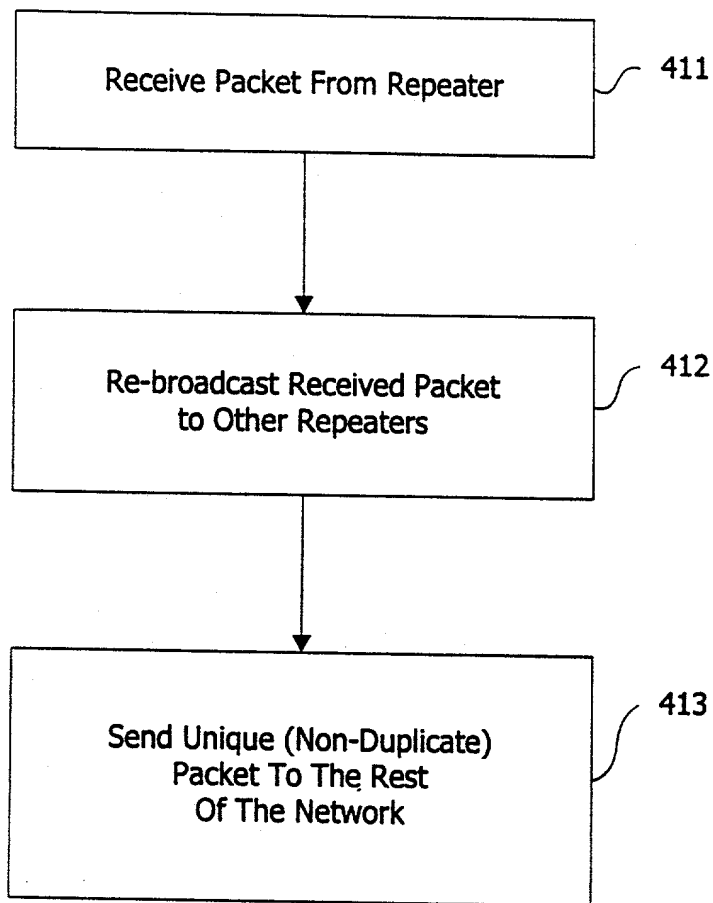 Receive Packet From Repeater
411
Re-broadcast Received Packet
to Other Repeaters
412
Send Unique (Non-Duplicate)
Packet To The Rest
Of The Network
413